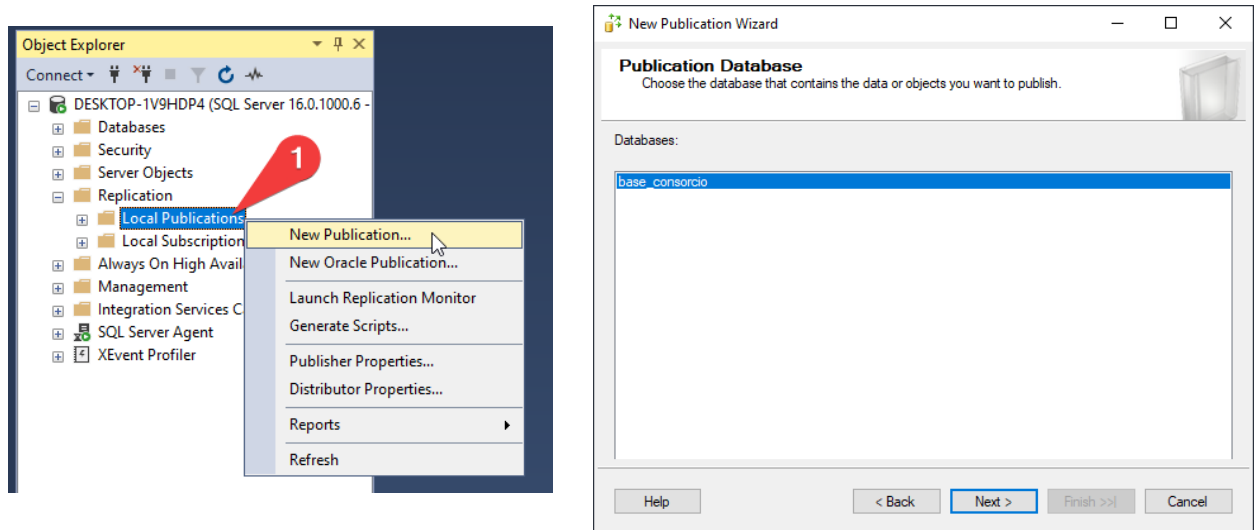 Object Explorer
Connect
DESKTOP-1V9HDP4 (SQL Server 16.0.1000.6 -
Databases
Security
Server Objects
Replication
1
Local Publications
Local Subscription
Always On High Avail
Management
Integration Services C
SQL Server Agent
XEvent Profiler
New Publication...
New Oracle Publication...
Launch Replication Monitor
Generate Scripts...
Publisher Properties...
Distributor Properties...
Reports
Refresh
New Publication Wizard
Publication Database
Choose the database that contains the data or objects you want to publish.
Databases:
base_consorcio
Help
< Back
Next >
Finish >>|
Cancel